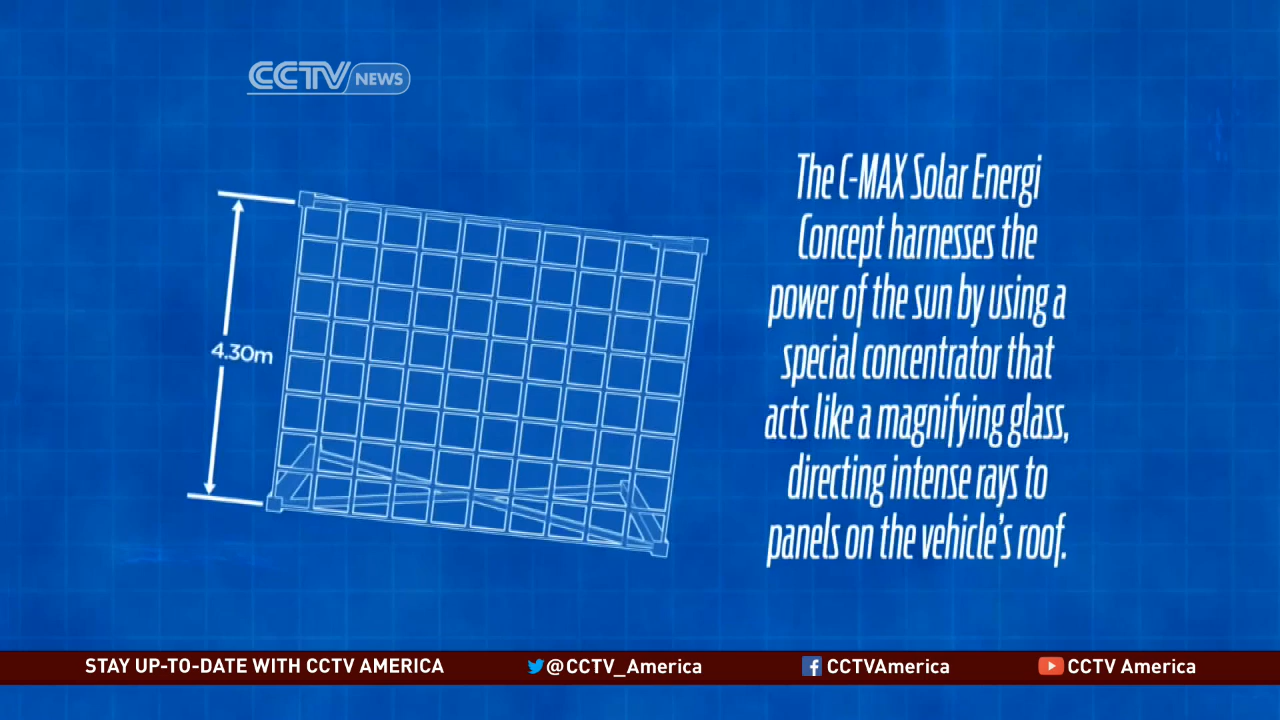 CCTV NEWS
The C-MAX Solar Energi
Concept harnesses the
power of the sun by using a
special concentrator that
acts like a magnifying glass,
directing intense rays to
panels on the vehicle's roof.
4.30m
STAY UP-TO-DATE WITH CCTV AMERICA
@CCTV_America
CCTVAmerica
CCTV America